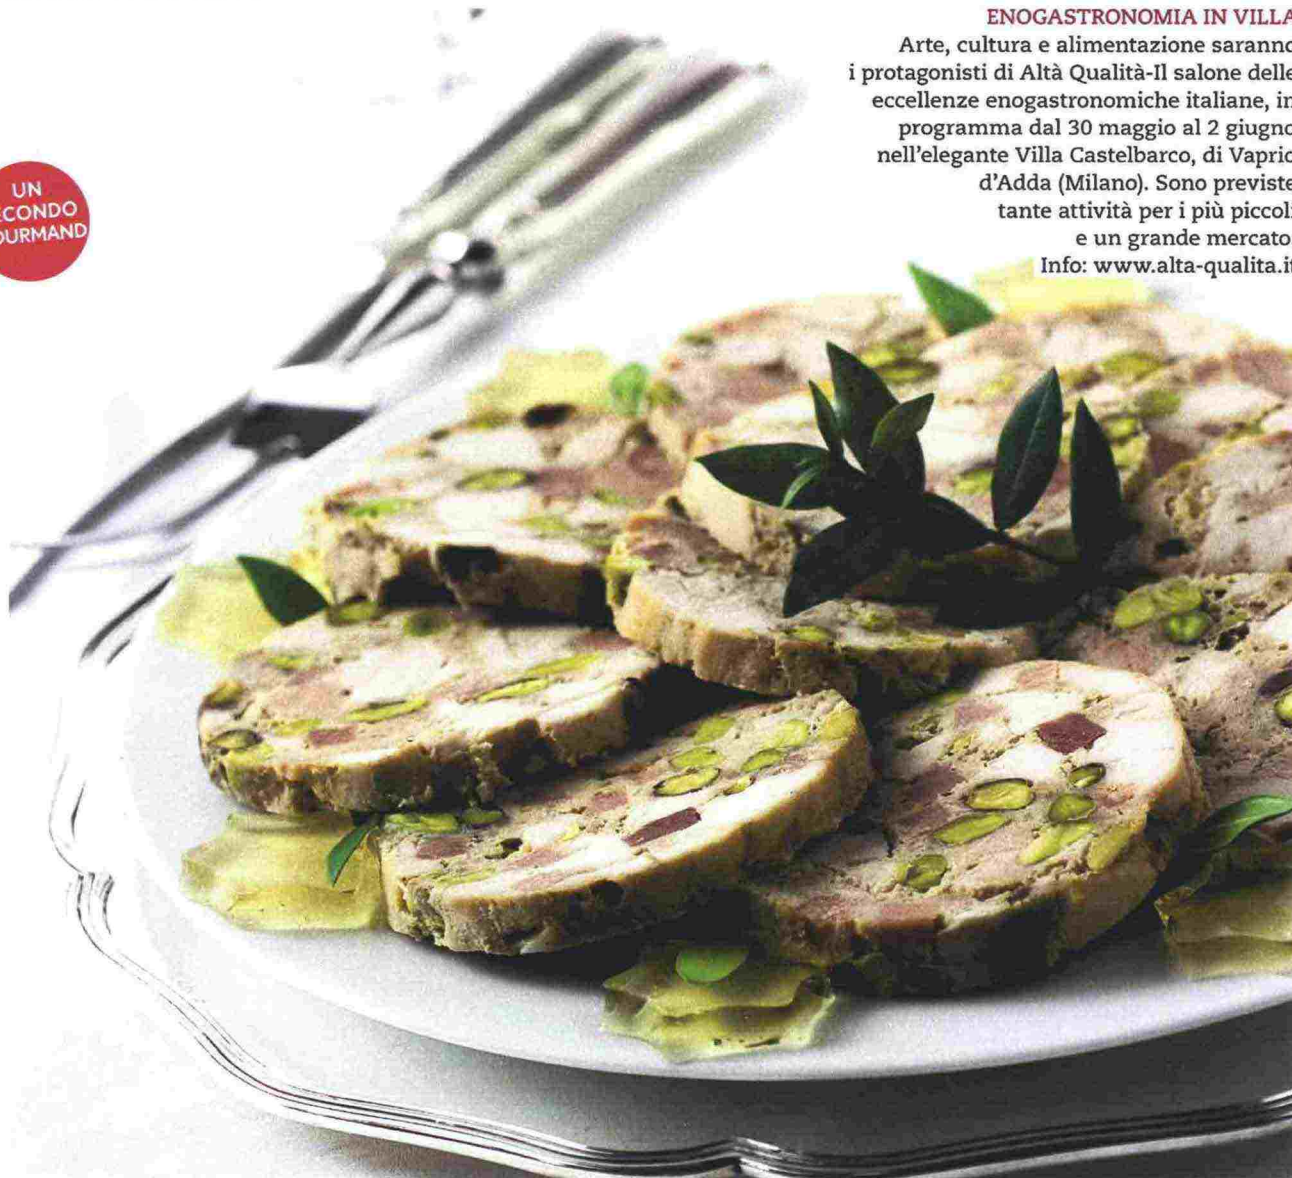 ENOGASTRONOMIA IN VILLA
Arte, cultura e alimentazione saranno
i protagonisti di Altà Qualità-Il salone delle
eccellenze enogastronomiche italiane, in
programma dal 30 maggio al 2 giugno
nell'elegante Villa Castelbarco, di Vaprio
d'Adda (Milano). Sono previste
tante attività per i più piccoli
e un grande mercato
Info: www.alta-qualita.it
UN
ECONDO
OURMAND